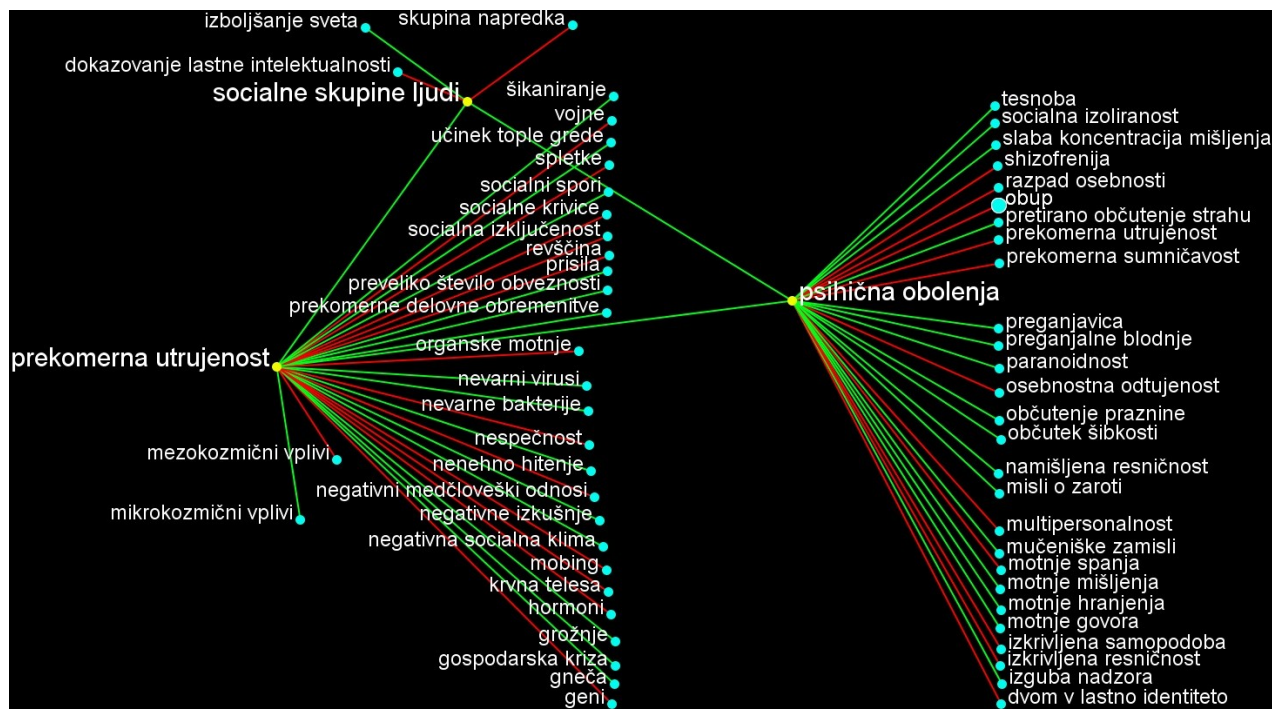 izboljšanje sveta
skupina napredka
dokazovanje lastne intelektualnosti
socialne skupine ljudi
šikaniranje
vojne
učinek tople grede
spletke
socialni spori
socialne krivice
socialna izključenost
revščina
prisila
preveliko število obveznosti
prekomerne delovne obremenitve
organske motnje
prekomerna utrujenost
nevarni virusi
nevarne bakterije
nespečnost
mezokozmični vplivi
nenehno hitenje
negativni medčloveški odnosi
mikrokozmični vplivi
negativne izkušnje
negativna socialna klima
mobing
krvna telesa
hormoni
grožnje
gospodarska kriza
gneča
geni
tesnoba
socialna izoliranost
slaba koncentracija mišljenja
shizofrenija
razpad osebnosti
obup
pretirano občutenje strahu
prekomerna utrujenost
prekomerna sumničavost
psihična obolenja
preganjavica
preganjalne blodnje
paranoidnost
osebnostna odtujenost
občutenje praznine
občutek šibkosti
namišljena resničnost
misli o zaroti
multipersonalnost
mučeniške zamisli
motnje spanja
motnje mišljenja
motnje hranjenja
motnje govora
izkrivljena samopodoba
izkrivljena resničnost
izguba nadzora
dvom v lastno identiteto